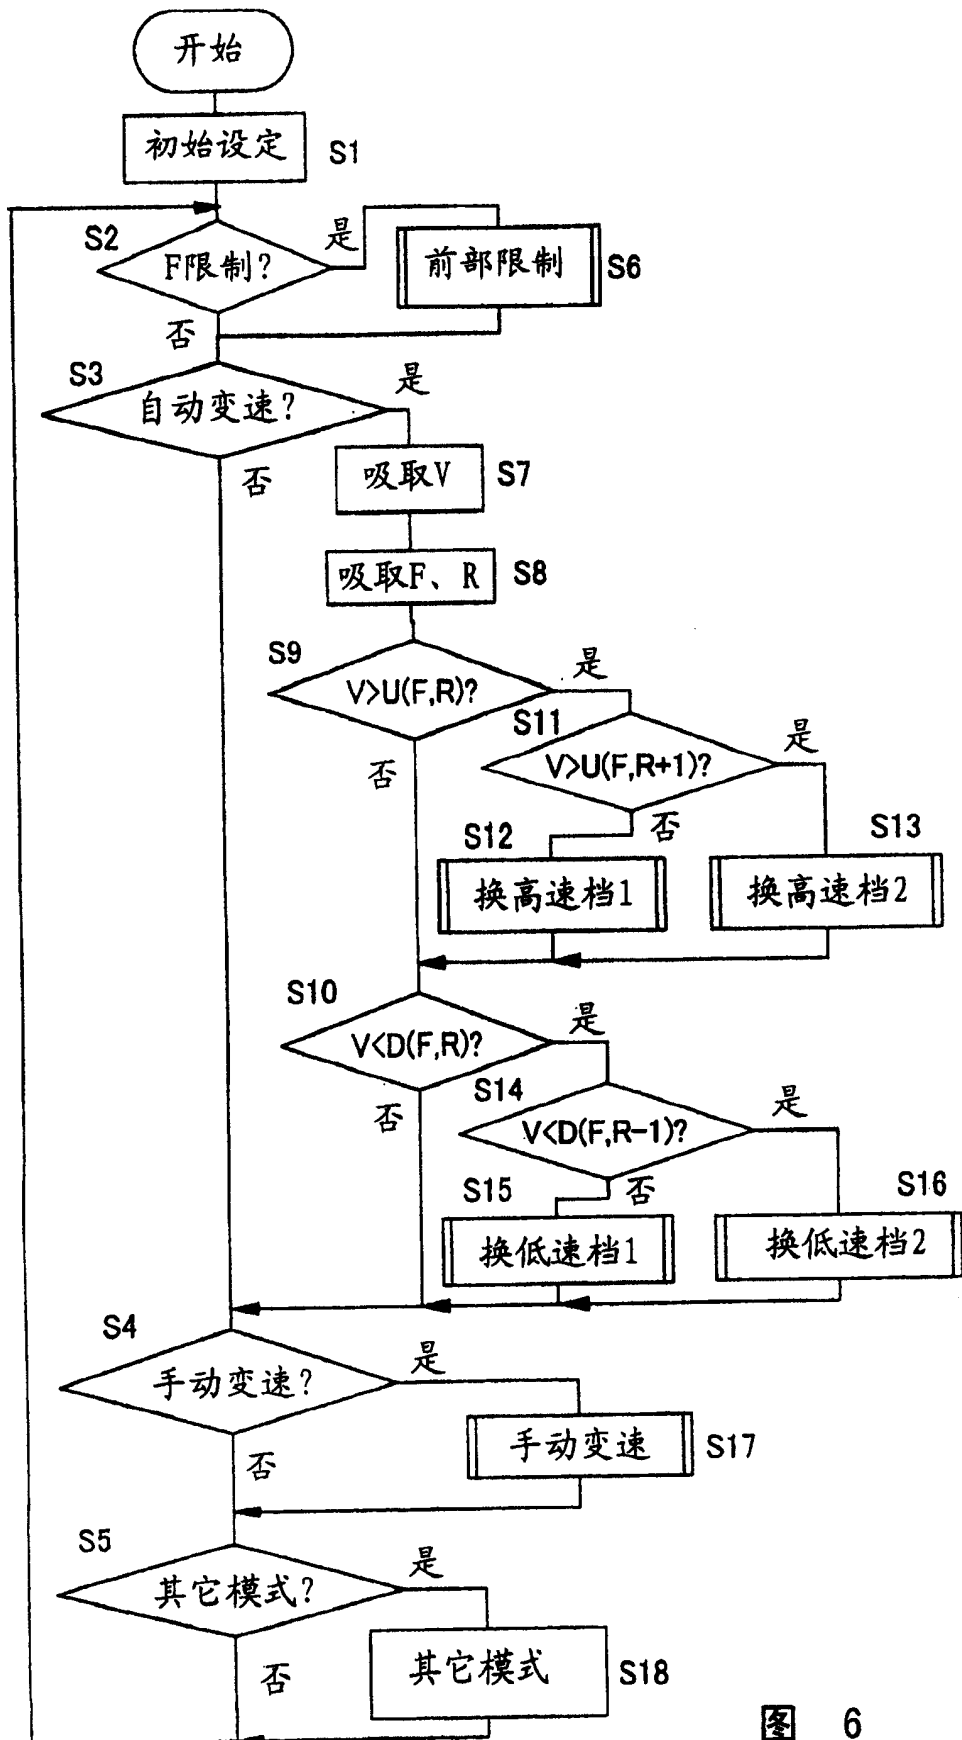 开始
初始设定 S1
S2 F限制? 是 前部限制 S6
否
S3 自动变速? 是
否 吸取V S7
吸取F、R S8
S9 V>U(F,R)? 是
S11 V>U(F,R+1)? 是
否
否
S12 S13
换高速档1 换高速档2
S10 V<D(F,R)? 是
S14 V<D(F,R-1)? 是
否
否
S15 S16
换低速档1 换低速档2
S4 手动变速? 是
手动变速 S17
否
S5 其它模式? 是
其它模式 S18
否
图 6